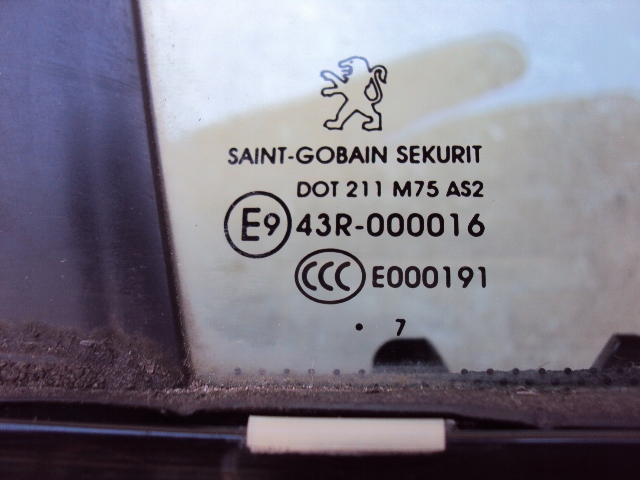 SAINT-GOBAIN SEKURIT
DOT 211 M75 AS2
E9 43R-000016
CCC E000191
. 7